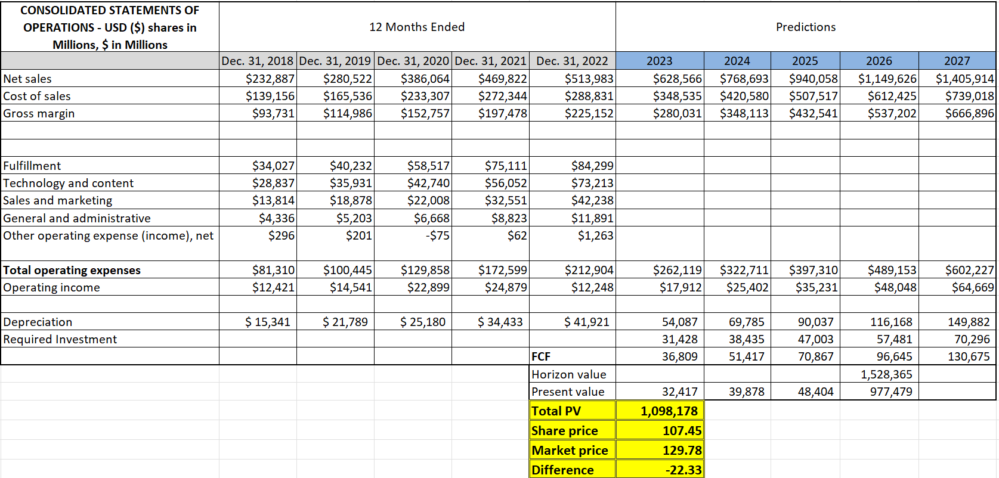 CONSOLIDATED STATEMENTS OF
OPERATIONS - USD ($) shares in
Millions, $ in Millions
12 Months Ended
Predictions
Dec. 31, 2018 Dec. 31, 2019 Dec. 31, 2020 Dec. 31, 2021 Dec. 31, 2022 2023 2024 2025 2026 2027
Net sales $232,887 $280,522 $386,064 $469,822 $513,983 $628,566 $768,693 $940,058 $1,149,626 $1,405,914
Cost of sales $139,156 $165,536 $233,307 $272,344 $288,831 $348,535 $420,580 $507,517 $612,425 $739,018
Gross margin $93,731 $114,986 $152,757 $197,478 $225,152 $280,031 $348,113 $432,541 $537,202 $666,896
Fulfillment $34,027 $40,232 $58,517 $75,111 $84,299
Technology and content $28,837 $35,931 $42,740 $56,052 $73,213
Sales and marketing $13,814 $18,878 $22,008 $32,551 $42,238
General and administrative $4,336 $5,203 $6,668 $8,823 $11,891
Other operating expense (income), net $296 $201 -$75 $62 $1,263
Total operating expenses $81,310 $100,445 $129,858 $172,599 $212,904 $262,119 $322,711 $397,310 $489,153 $602,227
Operating income $12,421 $14,541 $22,899 $24,879 $12,248 $17,912 $25,402 $35,231 $48,048 $64,669
Depreciation $ 15,341 $ 21,789 $ 25,180 $ 34,433 $ 41,921 54,087 69,785 90,037 116,168 149,882
Required Investment 31,428 38,435 47,003 57,481 70,296
FCF 36,809 51,417 70,867 96,645 130,675
Horizon value 1,528,365
Present value 32,417 39,878 48,404 977,479
Total PV 1,098,178
Share price 107.45
Market price 129.78
Difference -22.33